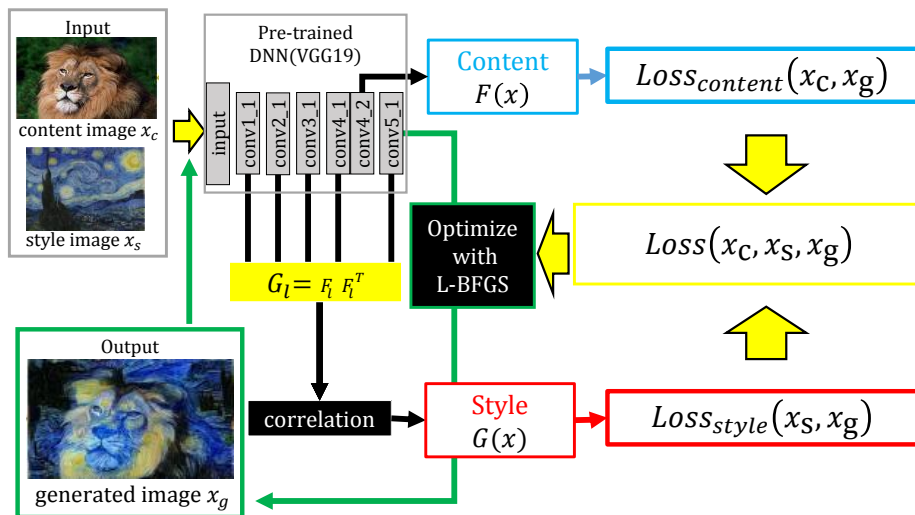 Input
content image x_c
style image x_s
Pre-trained
DNN(VGG19)
input
conv1_1
conv2_1
conv3_1
conv4_1
conv4_2
conv5_1
G_l = F_l F_l^T
correlation
Content
F(x)
Loss_content(x_c, x_g)
Optimize
with
L-BFGS
Loss(x_c, x_s, x_g)
Style
G(x)
Loss_style(x_s, x_g)
Output
generated image x_g